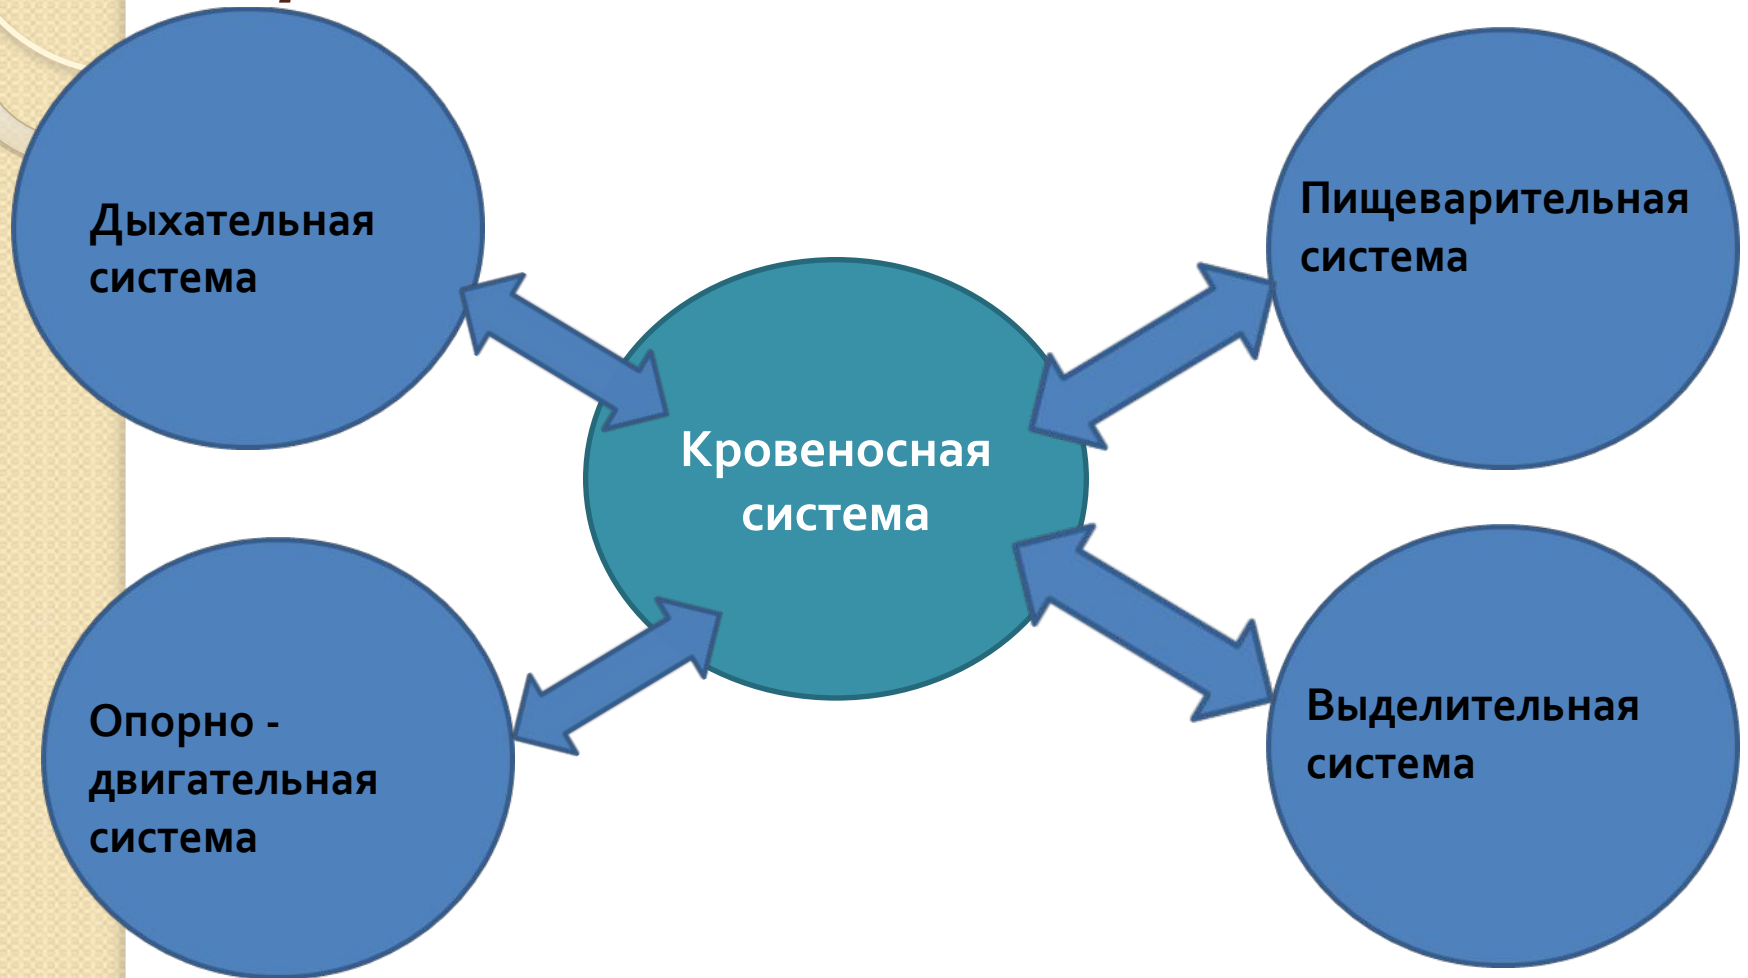 Дыхательная
система
Пищеварительная
система
Кровеносная
система
Опорно -
двигательная
система
Выделительная
система